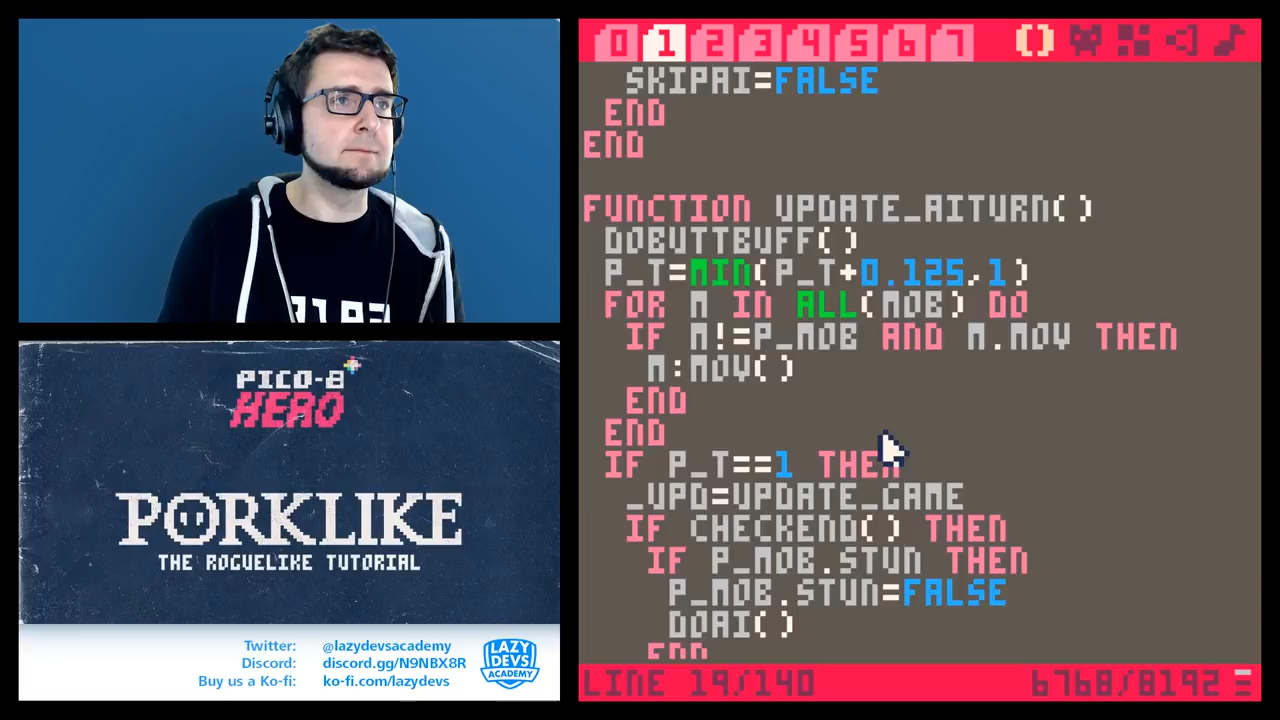 PICO-8
HERO
PORKLIKE
THE ROGUELIKE TUTORIAL
Twitter: @lazydevsacademy
Discord: discord.gg/N9NBX8R
Buy us a Ko-fi: ko-fi.com/lazydevs
LAZY
DEVS
ACADEMY
0 1 2 3 4 5 6 7
SKIPAI=FALSE
END
END
FUNCTION UPDATE_AITURN()
DOBUTTBUFF()
P_T=MIN(P_T+0.125,1)
FOR M IN ALL(MOB) DO
IF M!=P_MOB AND M.MOV THEN
M:MOV()
END
END
IF P_T==1 THEN
_UPD=UPDATE_GAME
IF CHECKEND() THEN
IF P_MOB.STUN THEN
P_MOB.STUN=FALSE
DOAI()
END
LINE 19/140 6768/8192